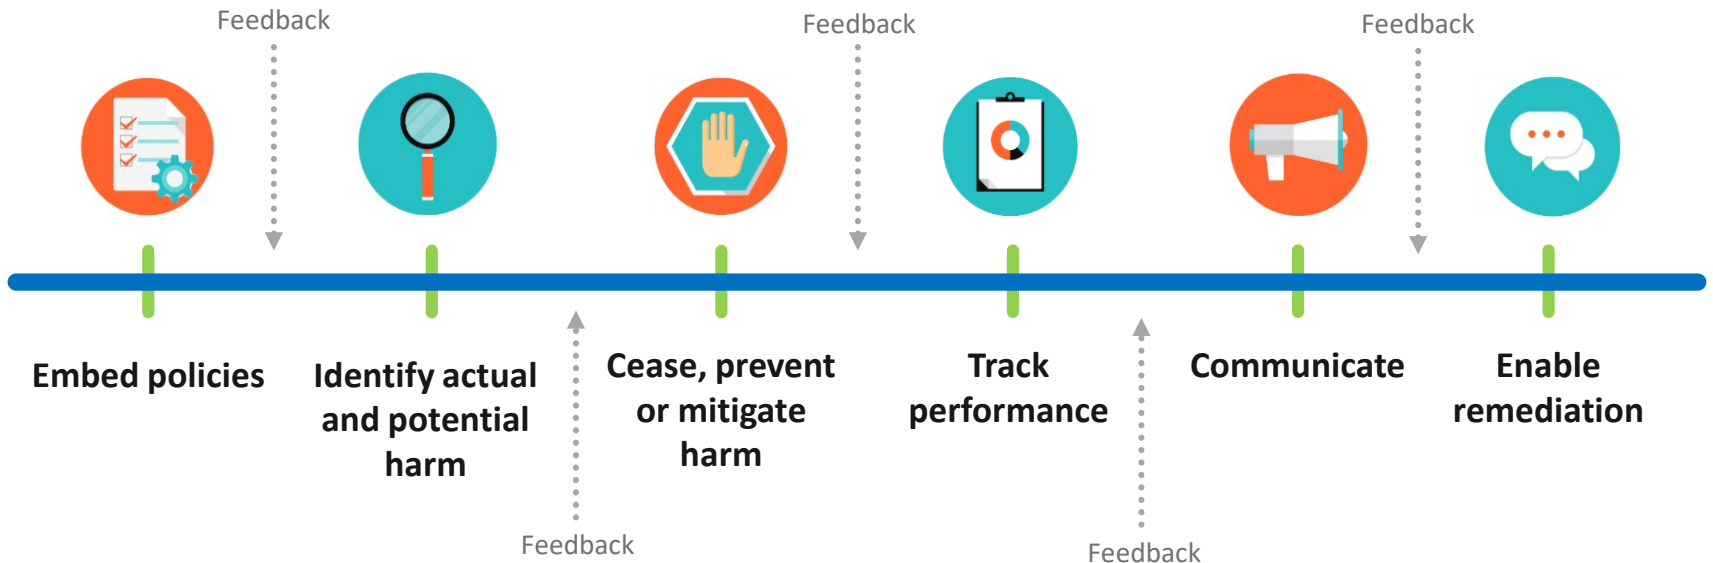 Feedback
Feedback
Feedback
Embed policies
Identify actual
and potential
harm
Cease, prevent
or mitigate
harm
Track
performance
Communicate
Enable
remediation
Feedback
Feedback